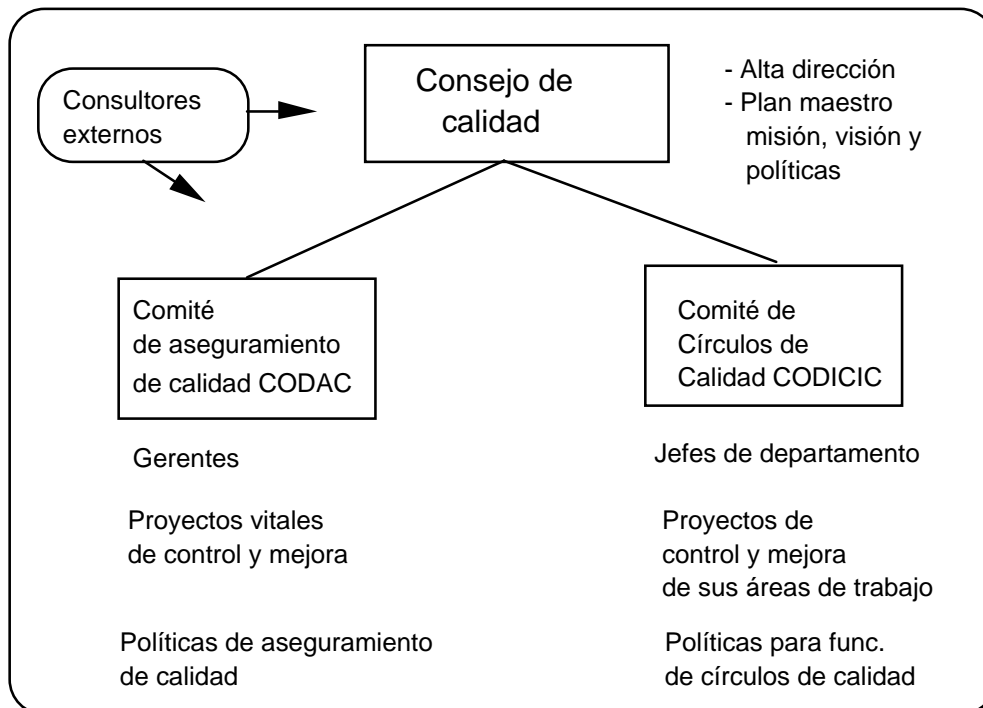 Consultores
externos
Consejo de
calidad
- Alta dirección
- Plan maestro
misión, visión y
políticas
Comité
de aseguramiento
de calidad CODAC
Gerentes
Proyectos vitales
de control y mejora
Políticas de aseguramiento
de calidad
Comité de
Círculos de
Calidad CODICIC
Jefes de departamento
Proyectos de
control y mejora
de sus áreas de trabajo
Políticas para func.
de círculos de calidad